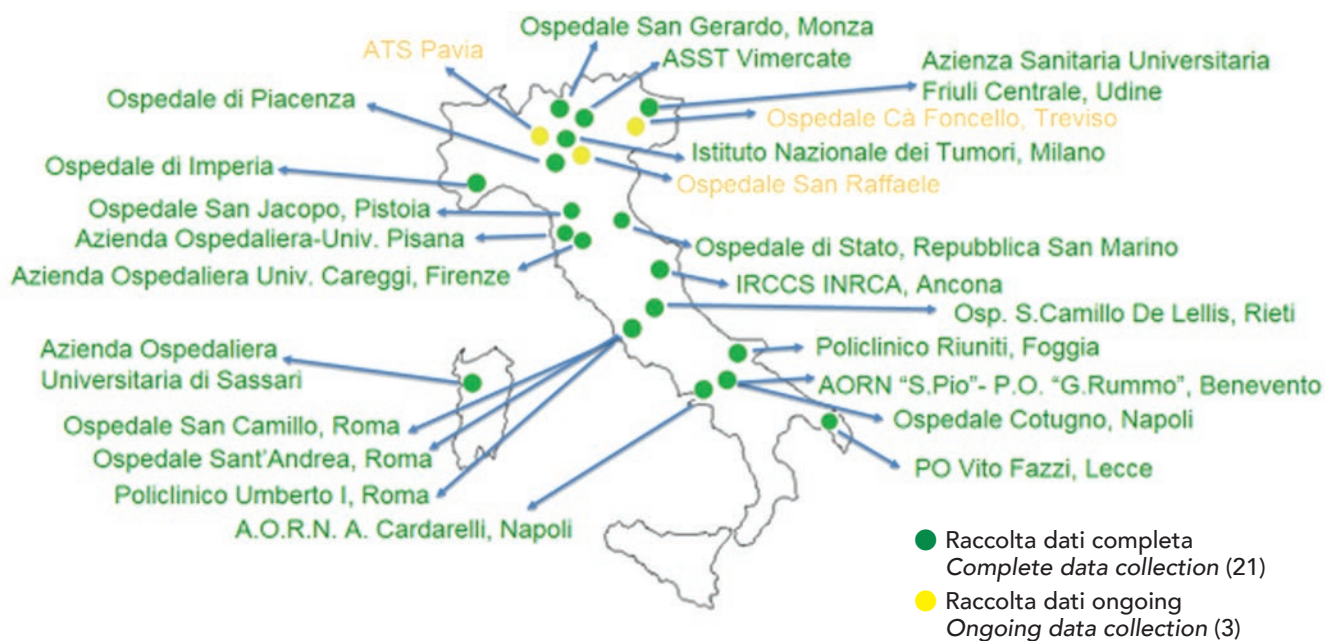 Ospedale San Gerardo, Monza
ATS Pavia
ASST Vimercate
Azienza Sanitaria Universitaria
Friuli Centrale, Udine
Ospedale di Piacenza
Ospedale Cà Foncello, Treviso
Istituto Nazionale dei Tumori, Milano
Ospedale di Imperia
Ospedale San Raffaele
Ospedale San Jacopo, Pistoia
Azienda Ospedaliera-Univ. Pisana
Ospedale di Stato, Repubblica San Marino
Azienda Ospedaliera Univ. Careggi, Firenze
IRCCS INRCA, Ancona
Osp. S.Camillo De Lellis, Rieti
Azienda Ospedaliera
Universitaria di Sassari
Policlinico Riuniti, Foggia
AORN “S.Pio”- P.O. “G.Rummo”, Benevento
Ospedale San Camillo, Roma
Ospedale Cotugno, Napoli
Ospedale Sant'Andrea, Roma
PO Vito Fazzi, Lecce
Policlinico Umberto I, Roma
A.O.R.N. A. Cardarelli, Napoli
Raccolta dati completa
Complete data collection (21)
Raccolta dati ongoing
Ongoing data collection (3)